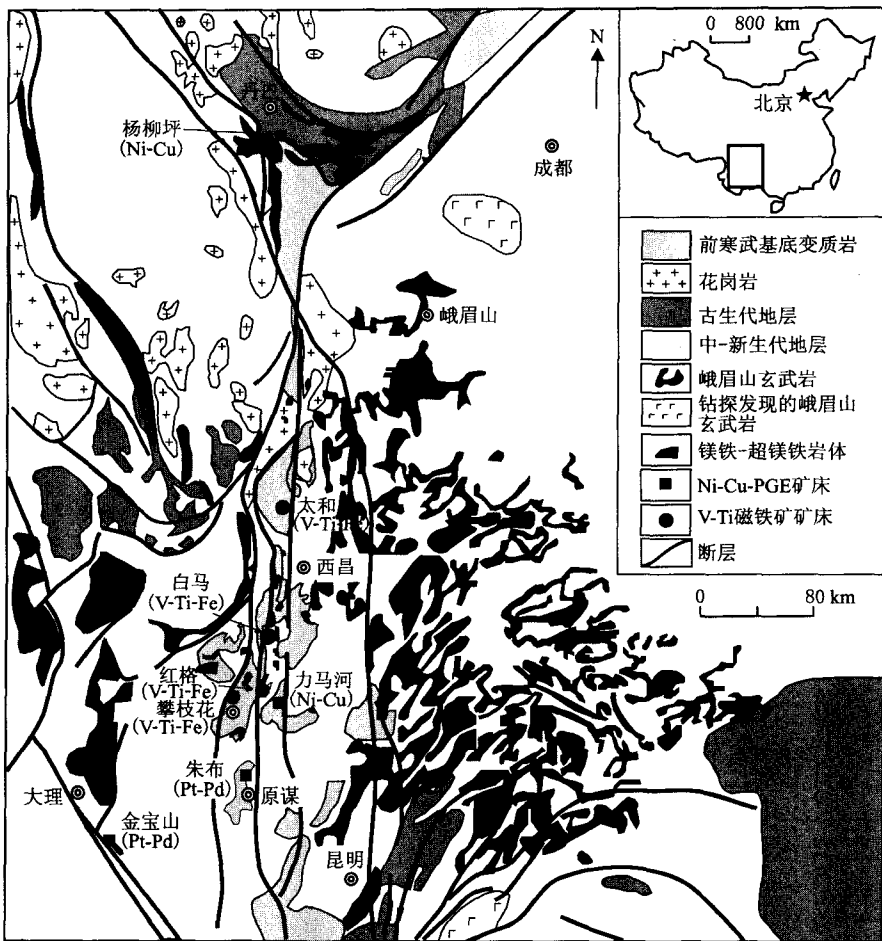 0 800 km
N
北京
丹巴
杨柳坪
(Ni-Cu)
成都
峨眉山
前寒武基底变质岩
花岗岩
古生代地层
中-新生代地层
峨眉山玄武岩
钻探发现的峨眉山
玄武岩
镁铁-超镁铁岩体
Ni-Cu-PGE矿床
V-Ti磁铁矿矿床
断层
太和
(V-Ti-Fe)
西昌
0 80 km
白马
(V-Ti-Fe)
红格
(V-Ti-Fe)
攀枝花
(V-Ti-Fe)
力马河
(Ni-Cu)
朱布
(Pt-Pd)
大理
原谋
金宝山
(Pt-Pd)
昆明